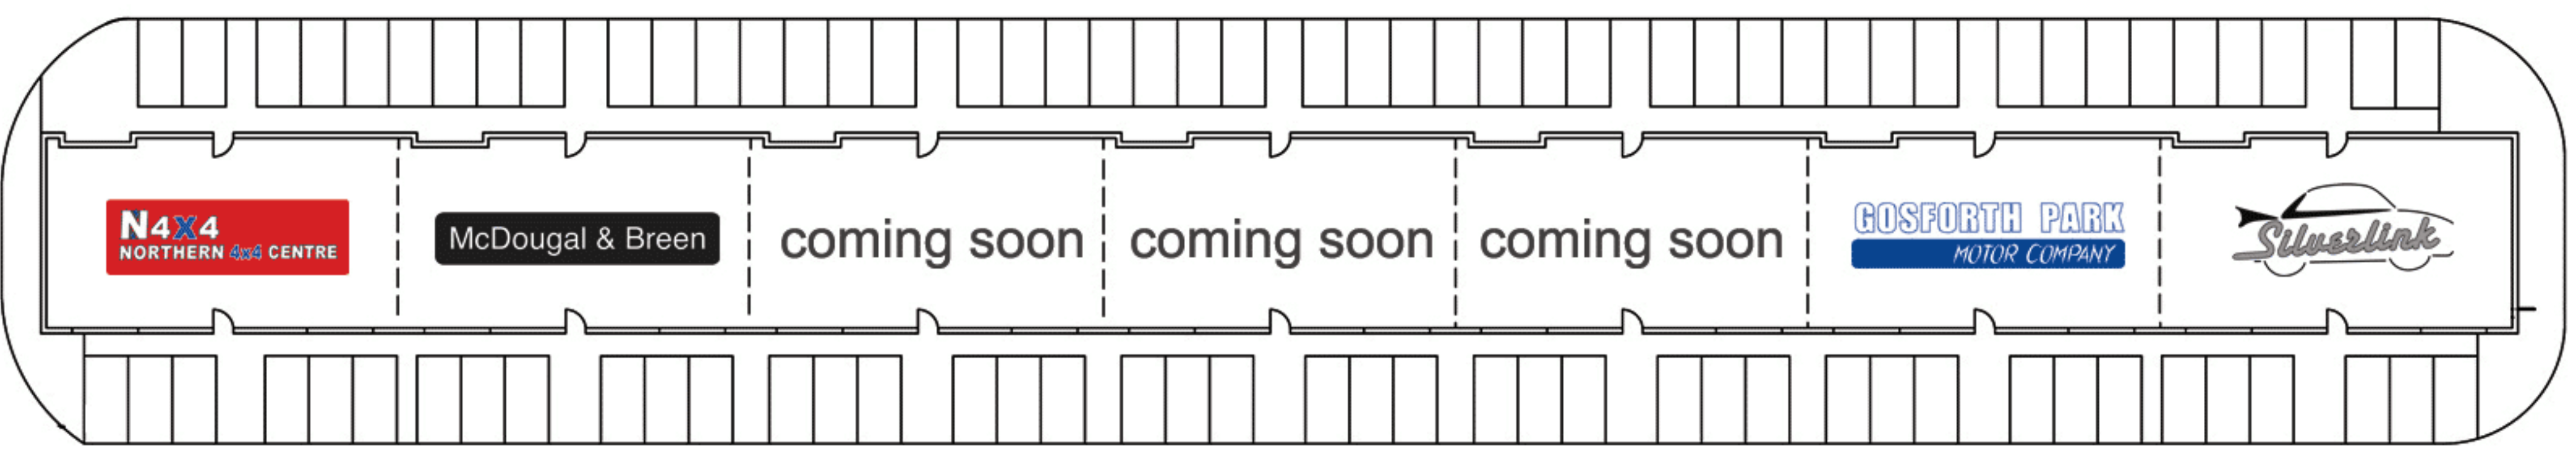 N4X4
NORTHERN 4x4 CENTRE
McDougal & Breen
coming soon
coming soon
coming soon
GOSFORTH PARK
MOTOR COMPANY
Silverlink